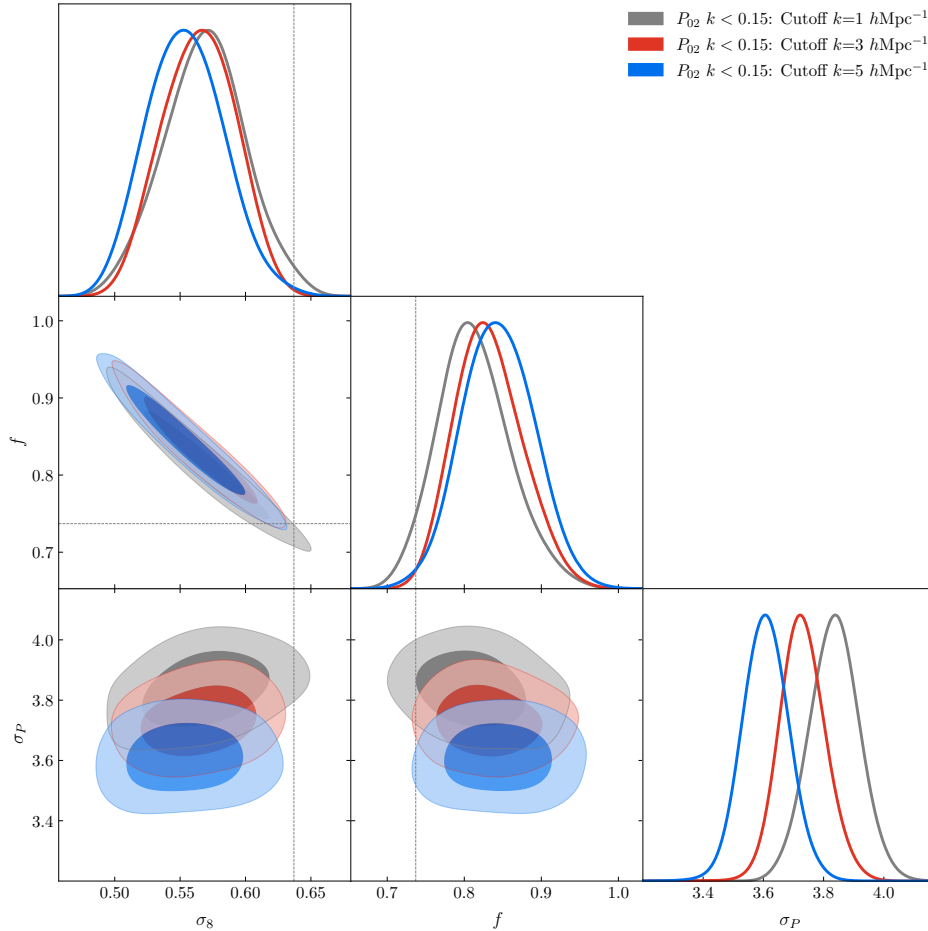 P₀₂ k < 0.15: Cutoff k=1 hMpc⁻¹
P₀₂ k < 0.15: Cutoff k=3 hMpc⁻¹
P₀₂ k < 0.15: Cutoff k=5 hMpc⁻¹
1.0
0.9
0.8
0.7
f
4.0
3.8
3.6
3.4
σ_P
0.50 0.55 0.60 0.65
0.7 0.8 0.9 1.0
3.4 3.6 3.8 4.0
σ₈
f
σ_P